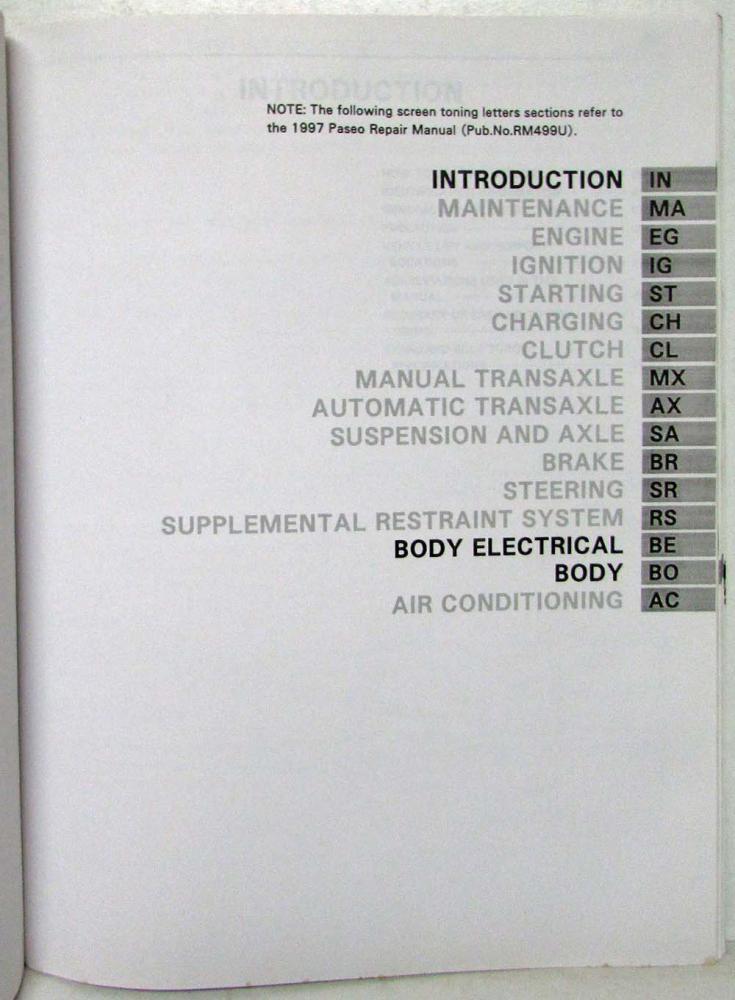 INTRODUCTION
NOTE: The following screen toning letters sections refer to
the 1997 Paseo Repair Manual (Pub.No.RM499U).
INTRODUCTION IN
MAINTENANCE MA
ENGINE EG
IGNITION IG
STARTING ST
CHARGING CH
CLUTCH CL
MANUAL TRANSAXLE MX
AUTOMATIC TRANSAXLE AX
SUSPENSION AND AXLE SA
BRAKE BR
STEERING SR
SUPPLEMENTAL RESTRAINT SYSTEM RS
BODY ELECTRICAL BE
BODY BO
AIR CONDITIONING AC